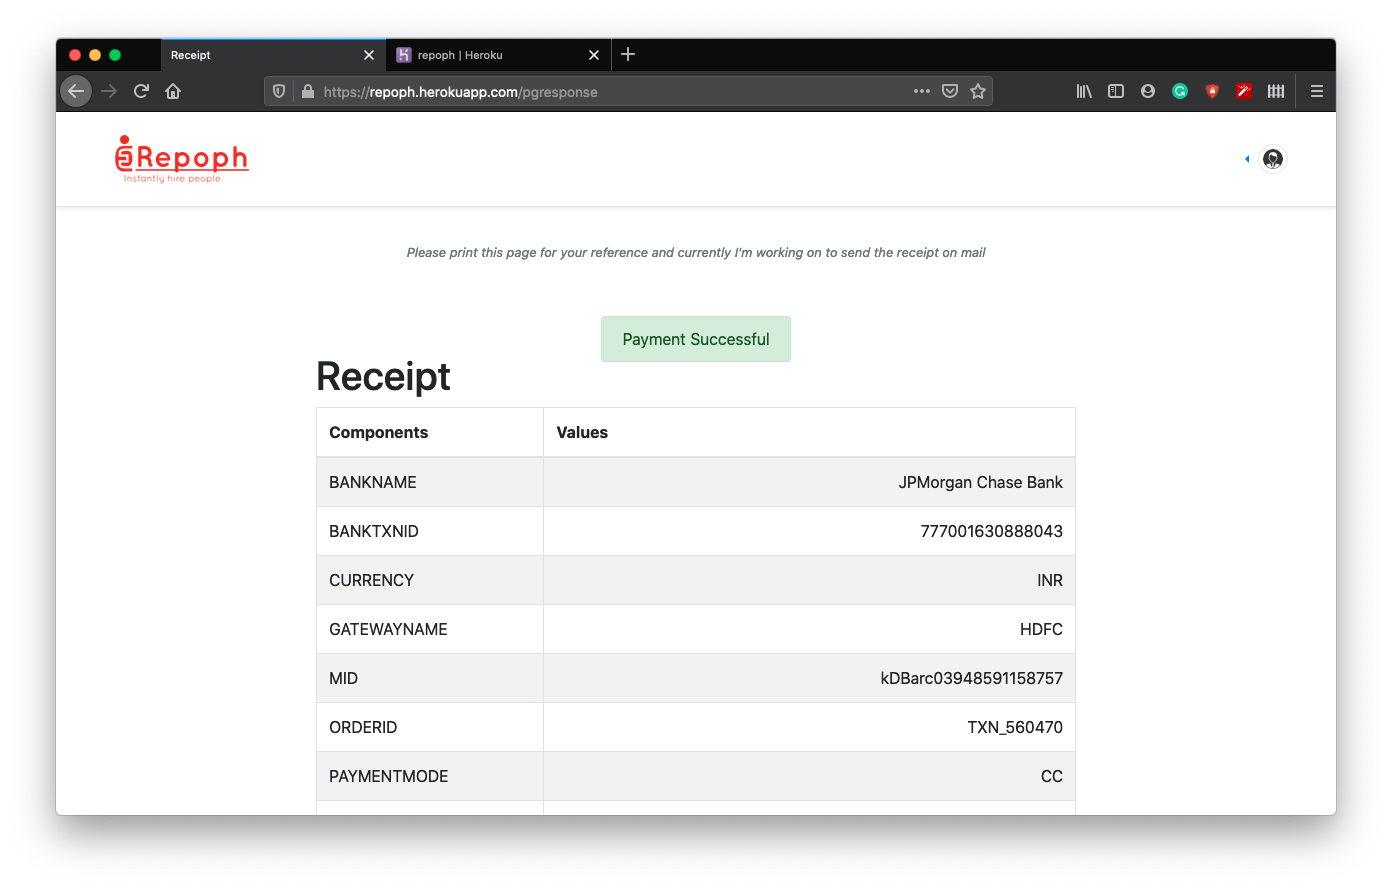 Receipt
repoph | Heroku
https://repoph.herokuapp.com/pgresponse
Repoph
Instantly hire people
Please print this page for your reference and currently I'm working on to send the receipt on mail
Payment Successful
Receipt
Components Values
BANKNAME JPMorgan Chase Bank
BANKTXNID 777001630888043
CURRENCY INR
GATEWAYNAME HDFC
MID kDBarc03948591158757
ORDERID TXN_560470
PAYMENTMODE CC